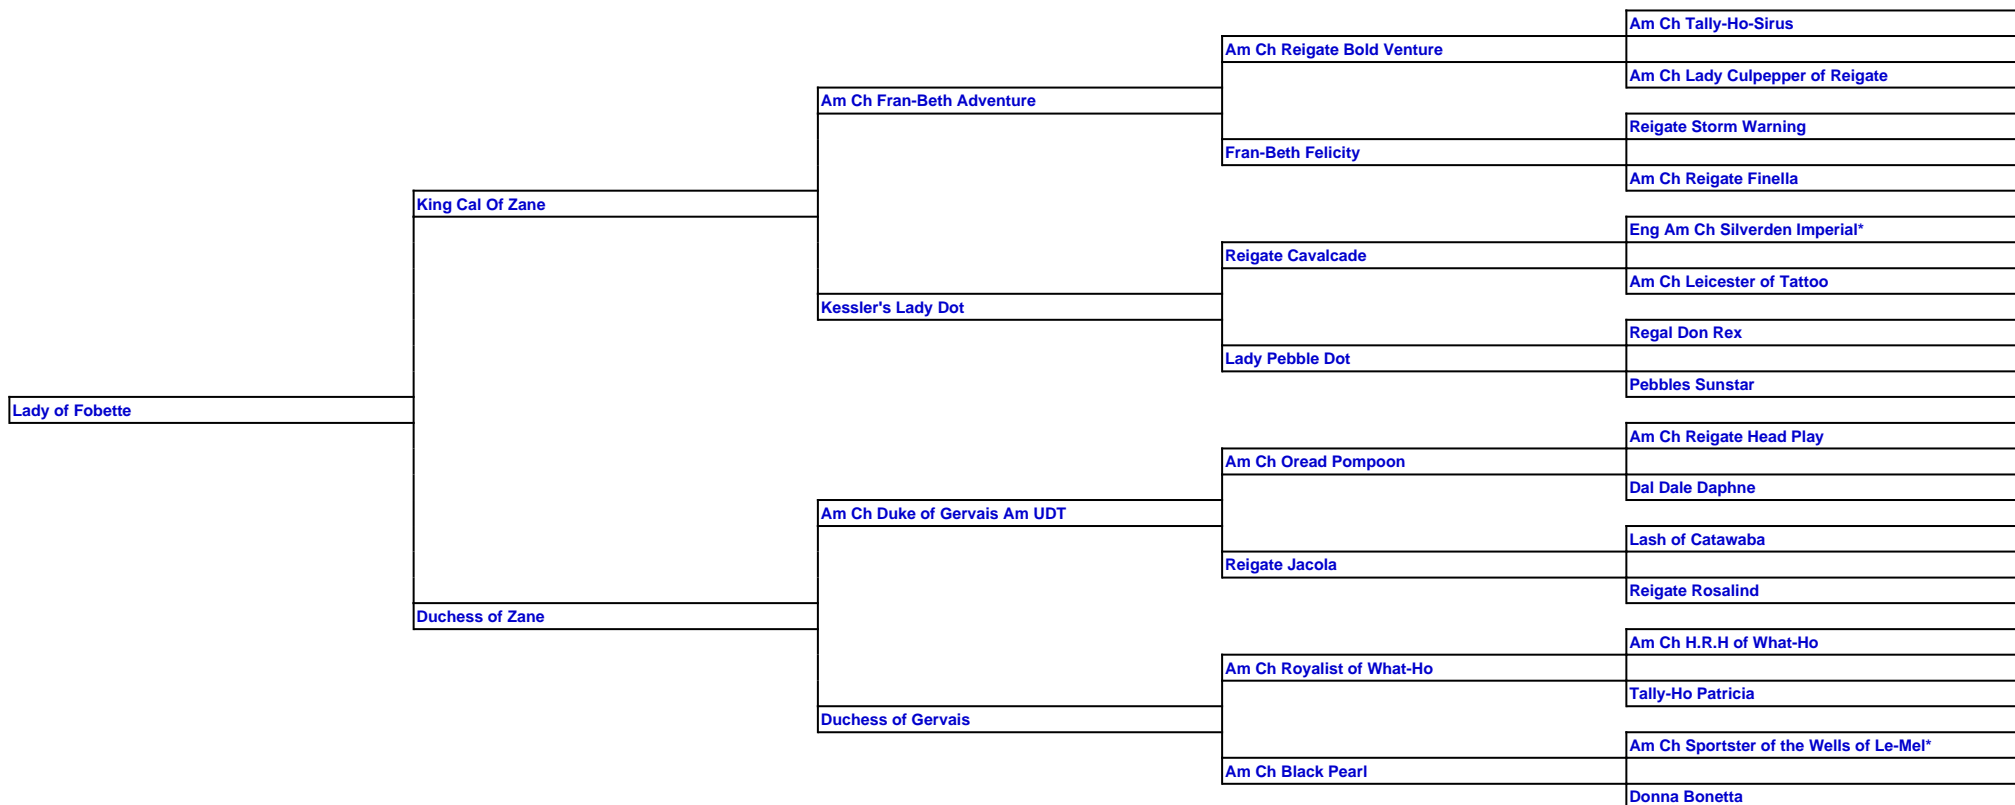 Am Ch Tally-Ho-Sirus
Am Ch Reigate Bold Venture
Am Ch Lady Culpepper of Reigate
Am Ch Fran-Beth Adventure
Reigate Storm Warning
Fran-Beth Felicity
Am Ch Reigate Finella
King Cal Of Zane
Eng Am Ch Silverden Imperial*
Reigate Cavalcade
Am Ch Leicester of Tattoo
Kessler's Lady Dot
Regal Don Rex
Lady Pebble Dot
Pebbles Sunstar
Lady of Fobette
Am Ch Reigate Head Play
Am Ch Oread Pompoon
Dal Dale Daphne
Am Ch Duke of Gervais Am UDT
Lash of Catawaba
Reigate Jacola
Reigate Rosalind
Duchess of Zane
Am Ch H.R.H of What-Ho
Am Ch Royalist of What-Ho
Tally-Ho Patricia
Duchess of Gervais
Am Ch Sportster of the Wells of Le-Mel*
Am Ch Black Pearl
Donna Bonetta